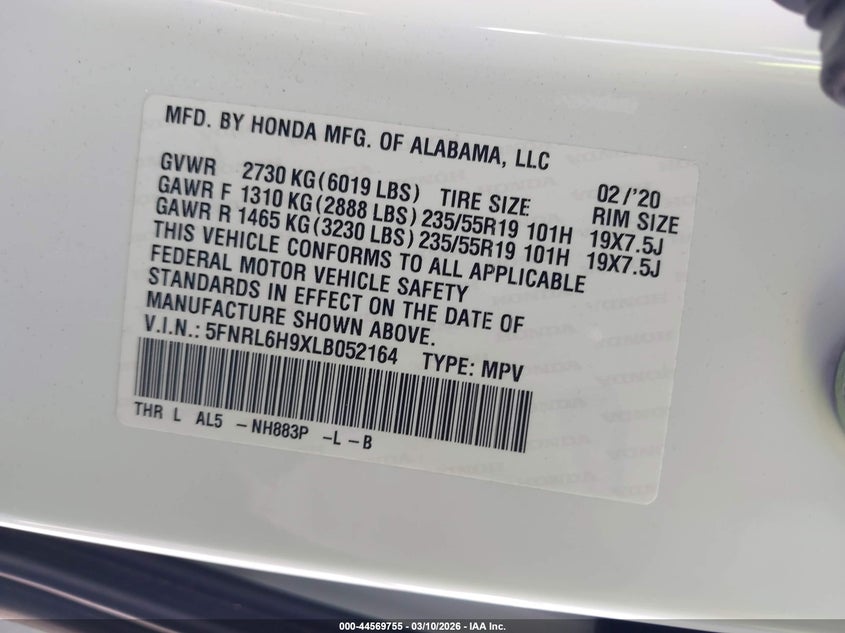 MFD. BY HONDA MFG. OF ALABAMA, LLC
GVWR 2730 KG (6019 LBS) TIRE SIZE 02/'20
GAWR F 1310 KG (2888 LBS) 235/55R19 101H RIM SIZE
GAWR R 1465 KG (3230 LBS) 235/55R19 101H 19X7.5J
19X7.5J
THIS VEHICLE CONFORMS TO ALL APPLICABLE
FEDERAL MOTOR VEHICLE SAFETY
STANDARDS IN EFFECT ON THE DATE OF
MANUFACTURE SHOWN ABOVE.
V.I.N.: 5FNRL6H9XLB052164 TYPE: MPV
THR L AL5 - NH883P - L - B
000-44569755 - 03/10/2026 - IAA Inc.